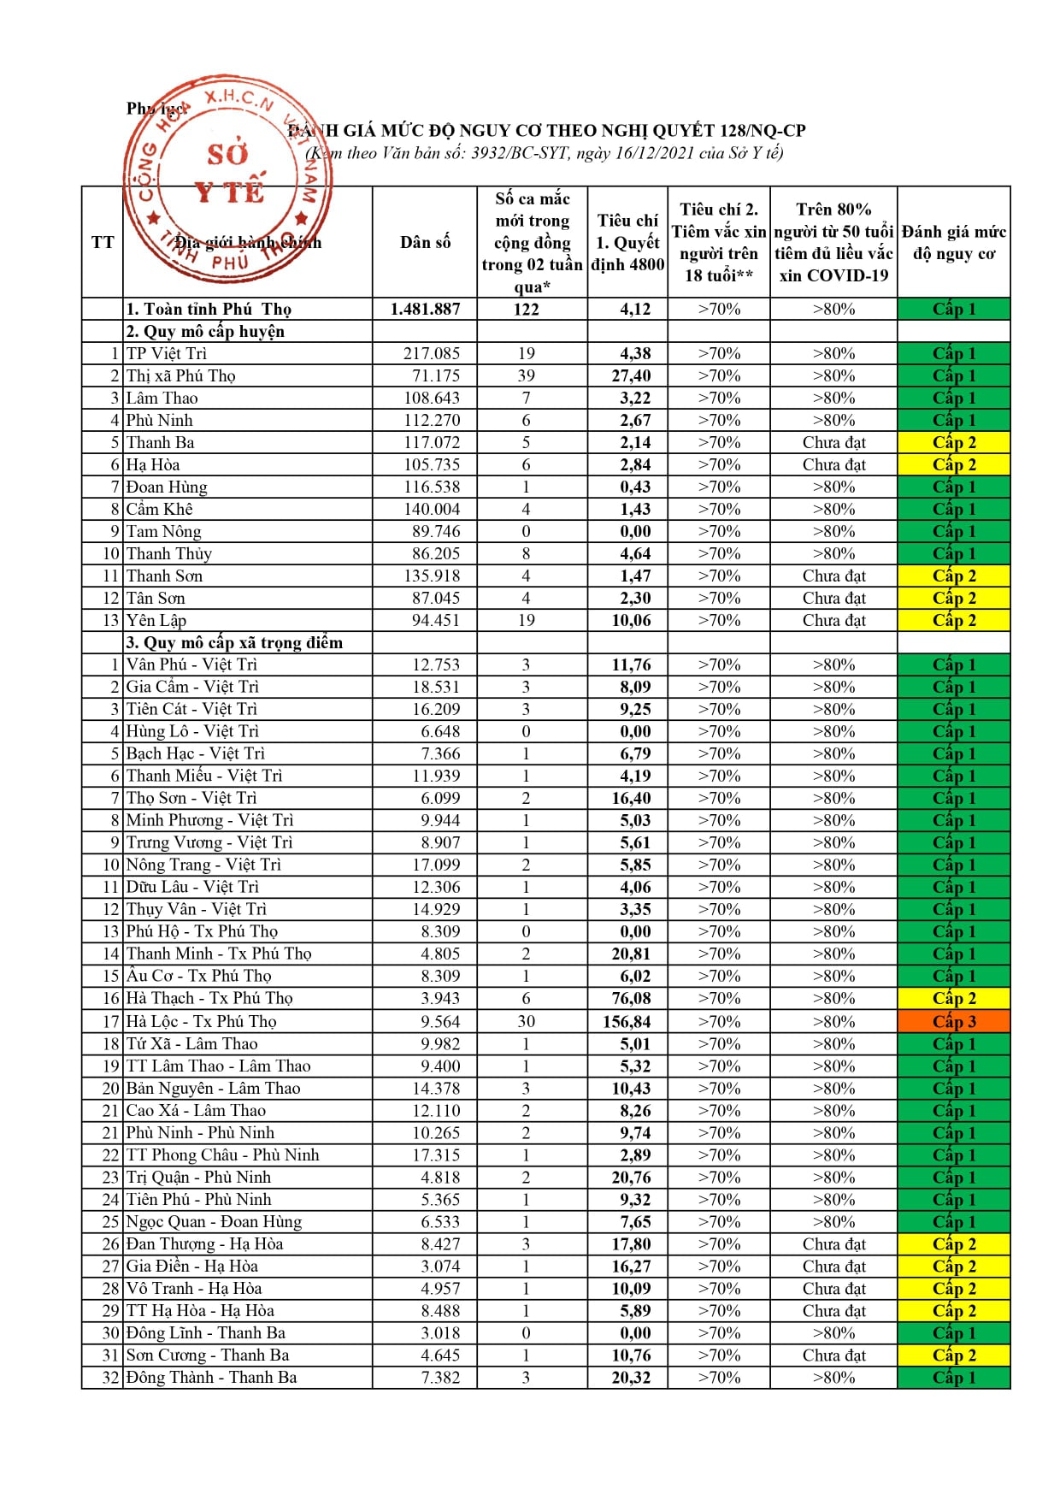 Phụ lục
ĐÁNH GIÁ MỨC ĐỘ NGUY CƠ THEO NGHỊ QUYẾT 128/NQ-CP
(Kèm theo Văn bản số: 3932/BC-SYT, ngày 16/12/2021 của Sở Y tế)
CỘNG HÒA X.H.C.N VIỆT NAM
SỞ
Y TẾ
TỈNH PHÚ THỌ
TT Địa giới hành chính Dân số Số ca mắc mới trong cộng đồng trong 02 tuần qua* Tiêu chí 1. Quyết định 4800 Tiêu chí 2. Tiêm vắc xin người trên 18 tuổi** Trên 80% người từ 50 tuổi tiêm đủ liều vắc xin COVID-19 Đánh giá mức độ nguy cơ
1. Toàn tỉnh Phú Thọ 1.481.887 122 4,12 >70% >80% Cấp 1
2. Quy mô cấp huyện
1 TP Việt Trì 217.085 19 4,38 >70% >80% Cấp 1
2 Thị xã Phú Thọ 71.175 39 27,40 >70% >80% Cấp 1
3 Lâm Thao 108.643 7 3,22 >70% >80% Cấp 1
4 Phù Ninh 112.270 6 2,67 >70% >80% Cấp 1
5 Thanh Ba 117.072 5 2,14 >70% Chưa đạt Cấp 2
6 Hạ Hòa 105.735 6 2,84 >70% Chưa đạt Cấp 2
7 Đoan Hùng 116.538 1 0,43 >70% >80% Cấp 1
8 Cẩm Khê 140.004 4 1,43 >70% >80% Cấp 1
9 Tam Nông 89.746 0 0,00 >70% >80% Cấp 1
10 Thanh Thủy 86.205 8 4,64 >70% >80% Cấp 1
11 Thanh Sơn 135.918 4 1,47 >70% Chưa đạt Cấp 2
12 Tân Sơn 87.045 4 2,30 >70% Chưa đạt Cấp 2
13 Yên Lập 94.451 19 10,06 >70% Chưa đạt Cấp 2
3. Quy mô cấp xã trọng điểm
1 Vân Phú - Việt Trì 12.753 3 11,76 >70% >80% Cấp 1
2 Gia Cẩm - Việt Trì 18.531 3 8,09 >70% >80% Cấp 1
3 Tiên Cát - Việt Trì 16.209 3 9,25 >70% >80% Cấp 1
4 Hùng Lô - Việt Trì 6.648 0 0,00 >70% >80% Cấp 1
5 Bạch Hạc - Việt Trì 7.366 1 6,79 >70% >80% Cấp 1
6 Thanh Miếu - Việt Trì 11.939 1 4,19 >70% >80% Cấp 1
7 Thọ Sơn - Việt Trì 6.099 2 16,40 >70% >80% Cấp 1
8 Minh Phương - Việt Trì 9.944 1 5,03 >70% >80% Cấp 1
9 Trưng Vương - Việt Trì 8.907 1 5,61 >70% >80% Cấp 1
10 Nông Trang - Việt Trì 17.099 2 5,85 >70% >80% Cấp 1
11 Dữu Lâu - Việt Trì 12.306 1 4,06 >70% >80% Cấp 1
12 Thụy Vân - Việt Trì 14.929 1 3,35 >70% >80% Cấp 1
13 Phú Hộ - Tx Phú Thọ 8.309 0 0,00 >70% >80% Cấp 1
14 Thanh Minh - Tx Phú Thọ 4.805 2 20,81 >70% >80% Cấp 1
15 Âu Cơ - Tx Phú Thọ 8.309 1 6,02 >70% >80% Cấp 1
16 Hà Thạch - Tx Phú Thọ 3.943 6 76,08 >70% >80% Cấp 2
17 Hà Lộc - Tx Phú Thọ 9.564 30 156,84 >70% >80% Cấp 3
18 Tứ Xã - Lâm Thao 9.982 1 5,01 >70% >80% Cấp 1
19 TT Lâm Thao - Lâm Thao 9.400 1 5,32 >70% >80% Cấp 1
20 Bản Nguyên - Lâm Thao 14.378 3 10,43 >70% >80% Cấp 1
21 Cao Xá - Lâm Thao 12.110 2 8,26 >70% >80% Cấp 1
21 Phù Ninh - Phù Ninh 10.265 2 9,74 >70% >80% Cấp 1
22 TT Phong Châu - Phù Ninh 17.315 1 2,89 >70% >80% Cấp 1
23 Trị Quận - Phù Ninh 4.818 2 20,76 >70% >80% Cấp 1
24 Tiên Phú - Phù Ninh 5.365 1 9,32 >70% >80% Cấp 1
25 Ngọc Quan - Đoan Hùng 6.533 1 7,65 >70% >80% Cấp 1
26 Đan Thượng - Hạ Hòa 8.427 3 17,80 >70% Chưa đạt Cấp 2
27 Gia Điền - Hạ Hòa 3.074 1 16,27 >70% Chưa đạt Cấp 2
28 Vô Tranh - Hạ Hòa 4.957 1 10,09 >70% Chưa đạt Cấp 2
29 TT Hạ Hòa - Hạ Hòa 8.488 1 5,89 >70% Chưa đạt Cấp 2
30 Đông Lĩnh - Thanh Ba 3.018 0 0,00 >70% >80% Cấp 1
31 Sơn Cương - Thanh Ba 4.645 1 10,76 >70% Chưa đạt Cấp 2
32 Đông Thành - Thanh Ba 7.382 3 20,32 >70% >80% Cấp 1